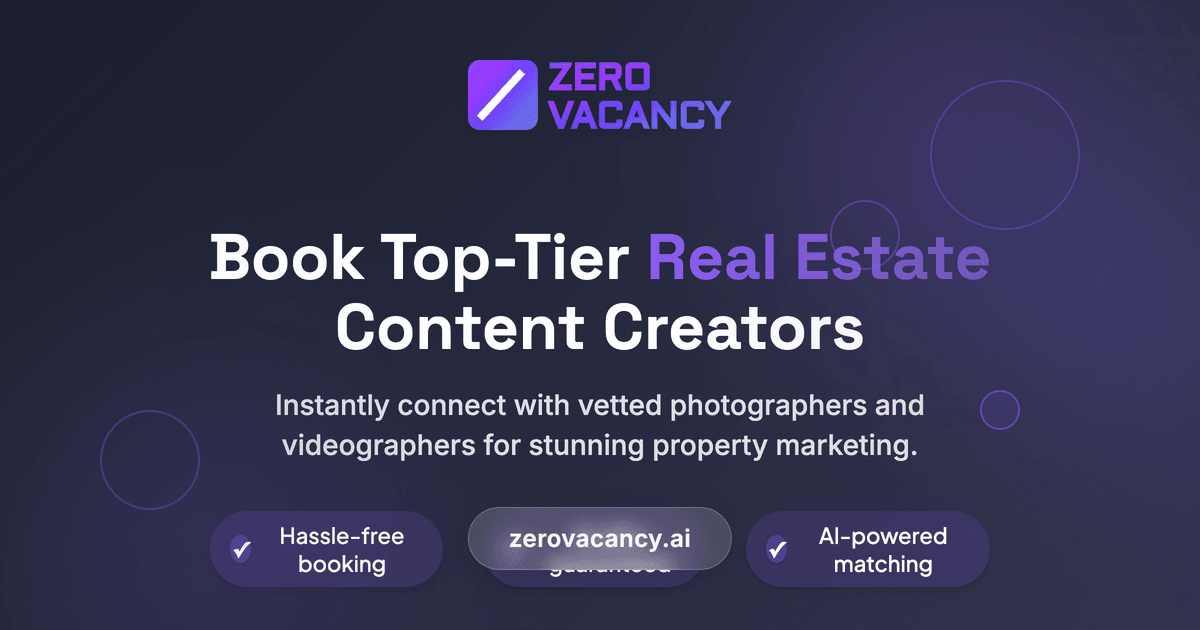 ZERO
VACANCY
Book Top-Tier Real Estate
Content Creators
Instantly connect with vetted photographers and
videographers for stunning property marketing.
✓ Hassle-free
booking
zerovacancy.ai
guaranteed
✓ AI-powered
matching